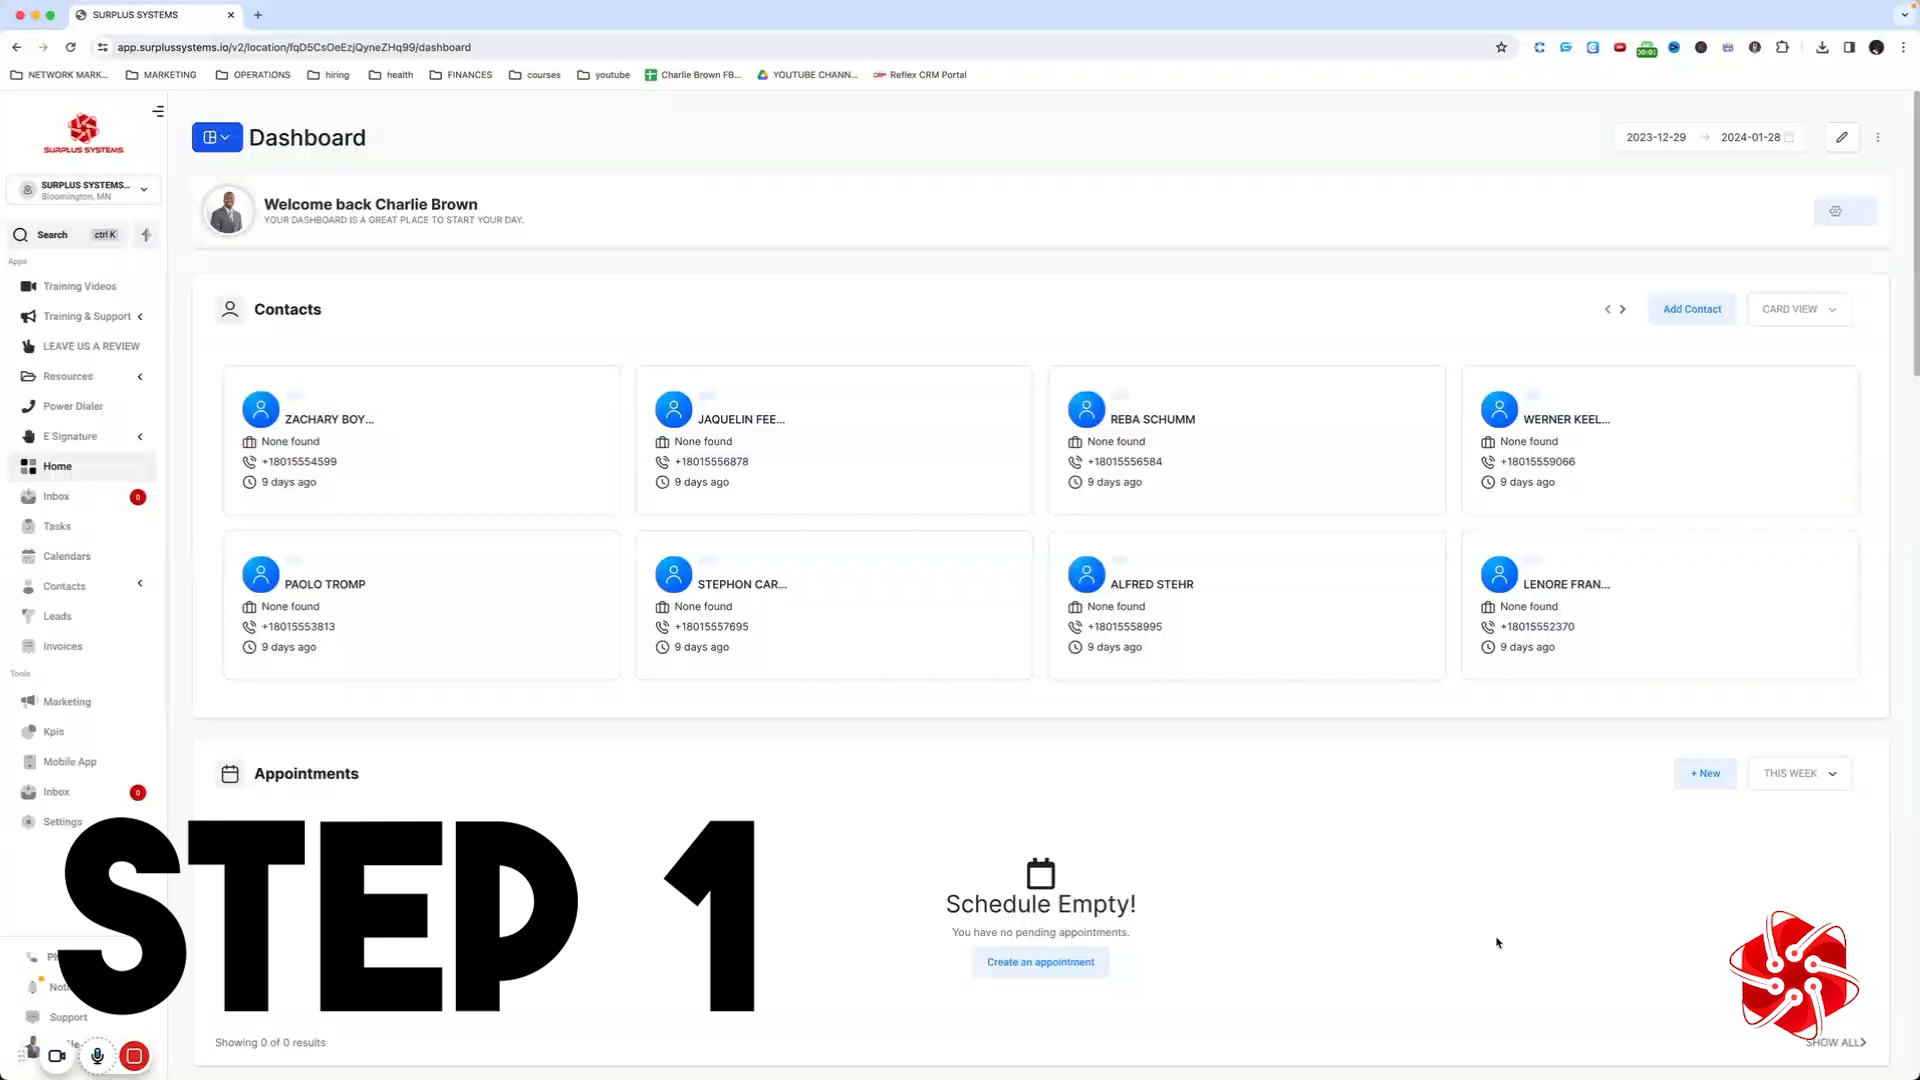 SURPLUS SYSTEMS
app.surplussystems.io/v2/location/fqD5CsOeEzjQyneZHq99/dashboard
00:03
NETWORK MARK... MARKETING OPERATIONS hiring health FINANCES courses youtube Charlie Brown FB... YOUTUBE CHANN... Reflex CRM Portal
SURPLUS SYSTEMS
SURPLUS SYSTEMS...
Bloomington, MN
Search ctrl K
Apps
Training Videos
Training & Support
LEAVE US A REVIEW
Resources
Power Dialer
E Signature
Home
Inbox 0
Tasks
Calendars
Contacts
Leads
Invoices
Tools
Marketing
Kpis
Mobile App
Inbox 0
Settings
Support
Dashboard
2023-12-29 → 2024-01-28
Welcome back Charlie Brown
YOUR DASHBOARD IS A GREAT PLACE TO START YOUR DAY.
Contacts
Add Contact CARD VIEW
ZACHARY BOY...
None found
+18015554599
9 days ago
JAQUELIN FEE...
None found
+18015556878
9 days ago
REBA SCHUMM
None found
+18015556584
9 days ago
WERNER KEEL...
None found
+18015559066
9 days ago
PAOLO TROMP
None found
+18015553813
9 days ago
STEPHON CAR...
None found
+18015557695
9 days ago
ALFRED STEHR
None found
+18015558995
9 days ago
LENORE FRAN...
None found
+18015552370
9 days ago
Appointments
+ New THIS WEEK
Schedule Empty!
You have no pending appointments.
Create an appointment
Showing 0 of 0 results
SHOW ALL
STEP 1